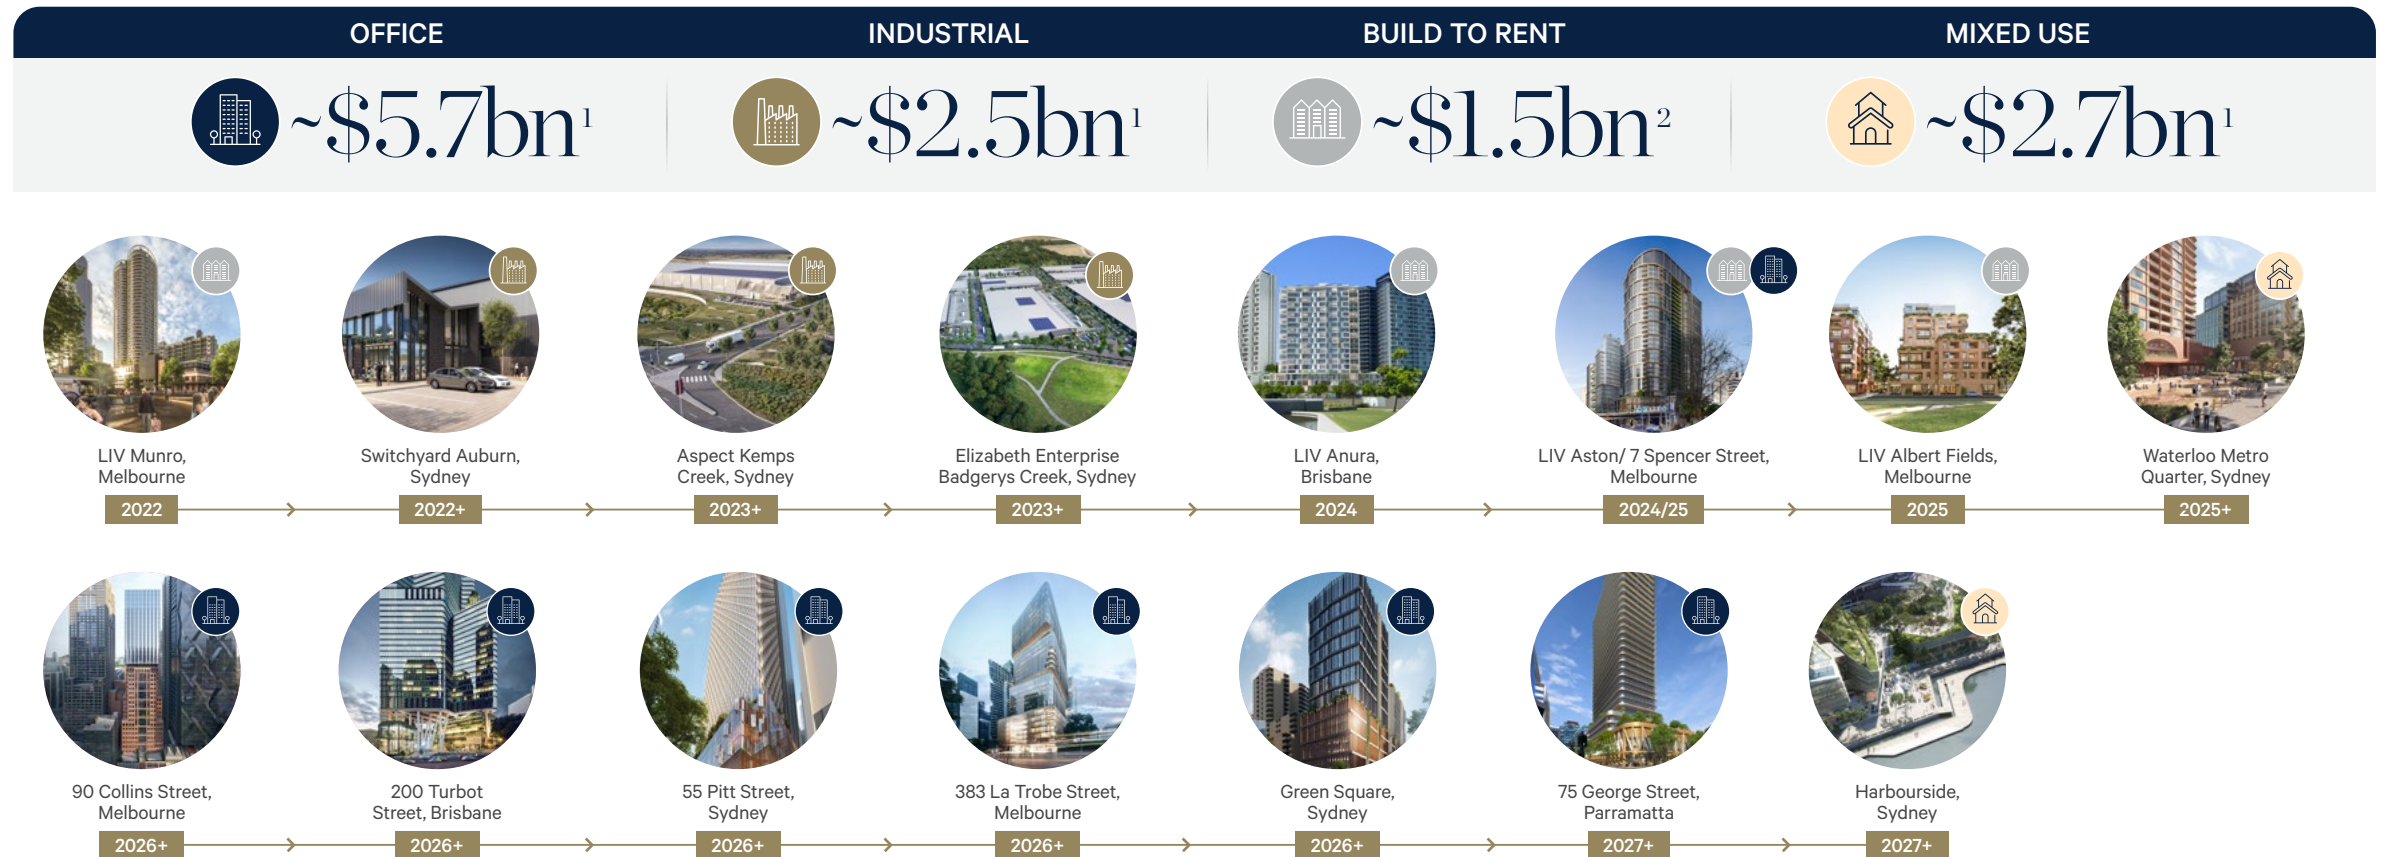 OFFICE
INDUSTRIAL
BUILD TO RENT
MIXED USE
~$5.7bn¹
~$2.5bn¹
~$1.5bn²
~$2.7bn¹
LIV Munro,
Melbourne
2022
Switchyard Auburn,
Sydney
2022+
Aspect Kemps
Creek, Sydney
2023+
Elizabeth Enterprise
Badgerys Creek, Sydney
2023+
LIV Anura,
Brisbane
2024
LIV Aston/ 7 Spencer Street,
Melbourne
2024/25
LIV Albert Fields,
Melbourne
2025
Waterloo Metro
Quarter, Sydney
2025+
90 Collins Street,
Melbourne
2026+
200 Turbot
Street, Brisbane
2026+
55 Pitt Street,
Sydney
2026+
383 La Trobe Street,
Melbourne
2026+
Green Square,
Sydney
2026+
75 George Street,
Parramatta
2027+
Harbourside,
Sydney
2027+